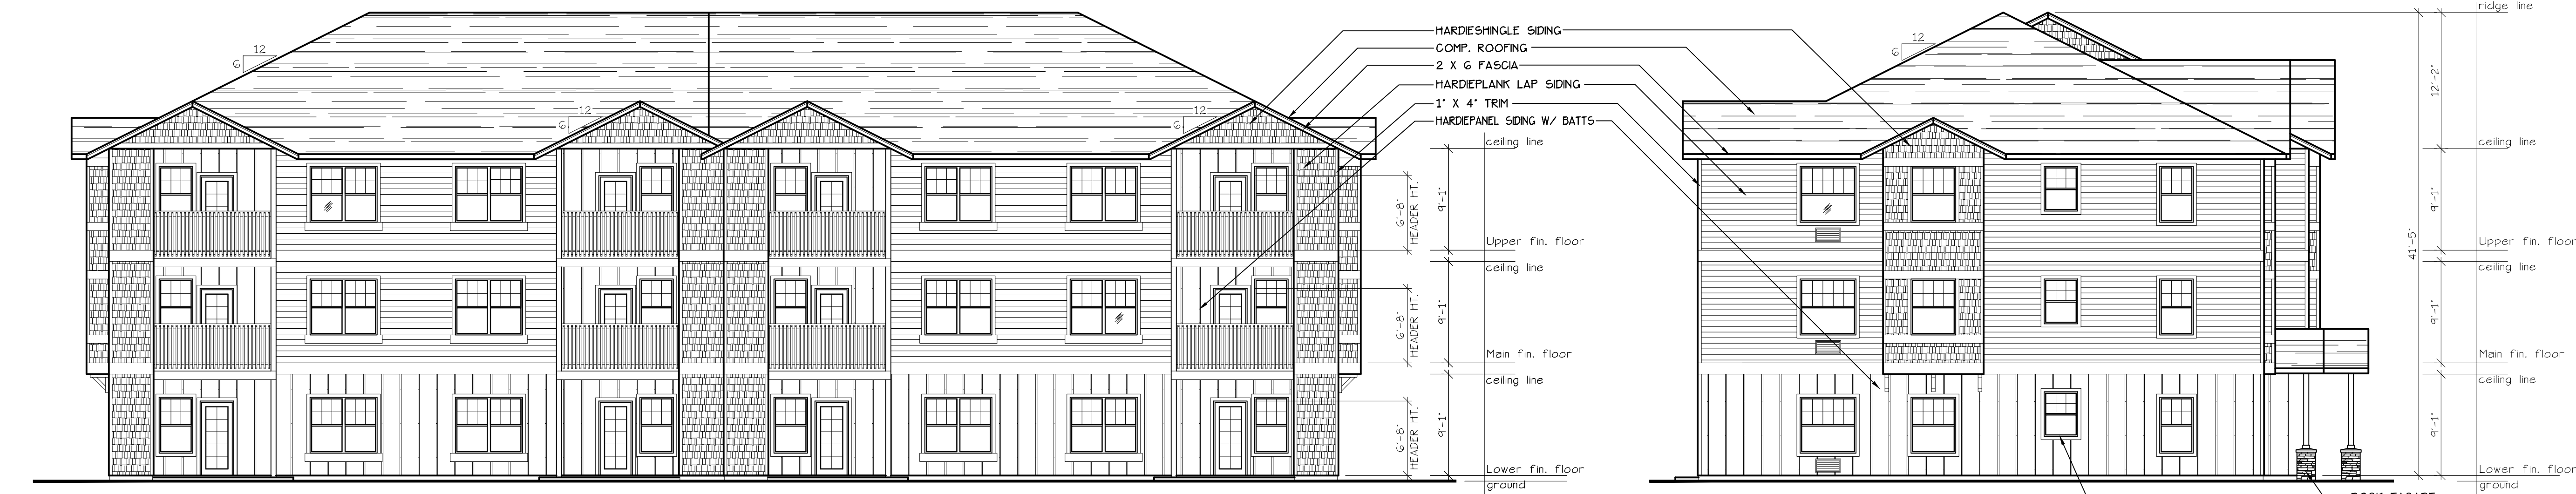 12
6
12
6
12
6
HARDIESHINGLE SIDING
COMP. ROOFING
2 X 6 FASCIA
HARDIEPLANK LAP SIDING
1" X 4" TRIM
HARDIEPANEL SIDING W/ BATTS
ceiling line
9'-1"
6'-8"
HEADER HT.
Upper fin. floor
ceiling line
9'-1"
6'-8"
HEADER HT.
Main fin. floor
ceiling line
9'-1"
6'-8"
HEADER HT.
Lower fin. floor
ground
12
6
ridge line
12'-2"
41'-5"
ceiling line
9'-1"
Upper fin. floor
ceiling line
9'-1"
Main fin. floor
ceiling line
9'-1"
Lower fin. floor
ground